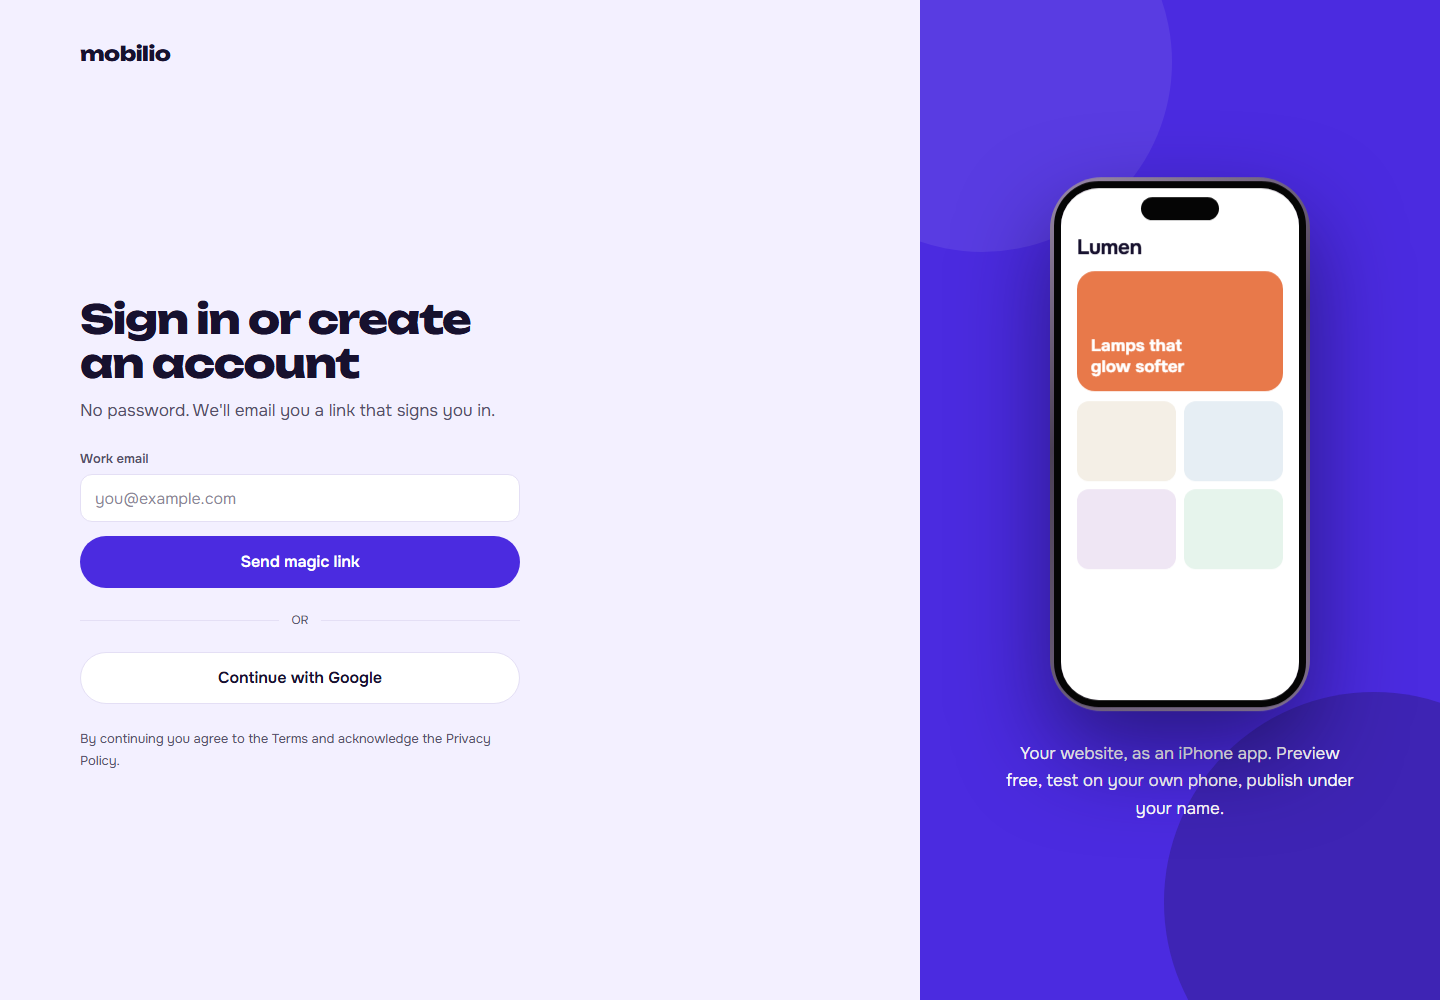 mobilio
Sign in or create
an account
No password. We'll email you a link that signs you in.
Work email
you@example.com
Send magic link
OR
Continue with Google
By continuing you agree to the Terms and acknowledge the Privacy
Policy.
Lumen
Lamps that
glow softer
Your website, as an iPhone app. Preview
free, test on your own phone, publish under
your name.